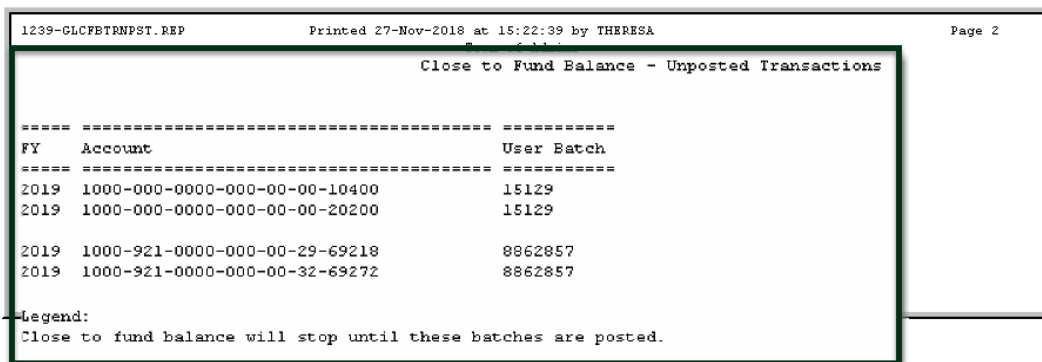 1239-GLCFBTRNPST.REP Printed 27-Nov-2018 at 15:22:39 by THERESA Page 2
Close to Fund Balance - Unposted Transactions
===== ======================================== ===========
FY Account User Batch
===== ======================================== ===========
2019 1000-000-0000-000-00-00-10400 15129
2019 1000-000-0000-000-00-00-20200 15129
2019 1000-921-0000-000-00-29-69218 8862857
2019 1000-921-0000-000-00-32-69272 8862857
Legend:
Close to fund balance will stop until these batches are posted.